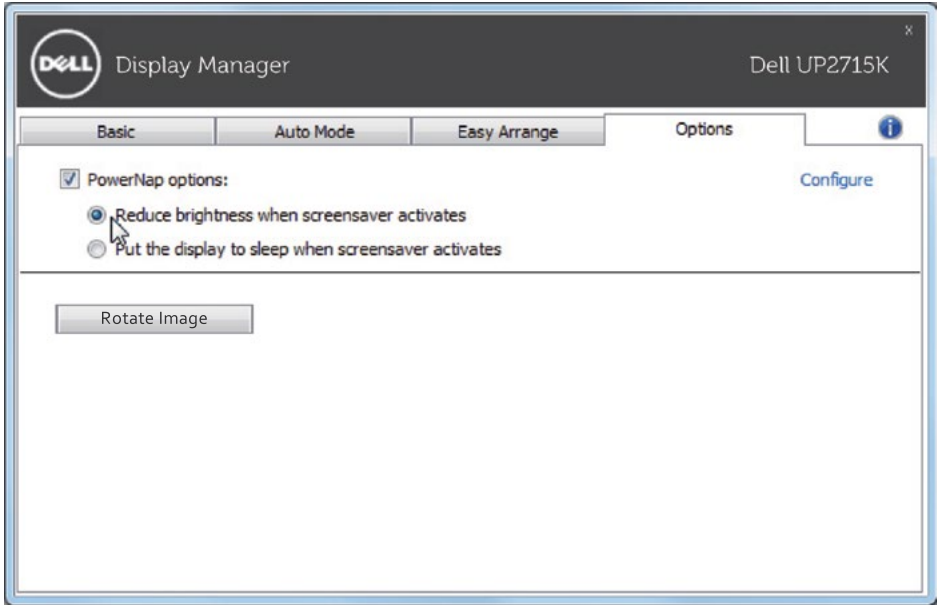 x
DELL Display Manager Dell UP2715K
Basic Auto Mode Easy Arrange Options i
PowerNap options: Configure
Reduce brightness when screensaver activates
Put the display to sleep when screensaver activates
Rotate Image